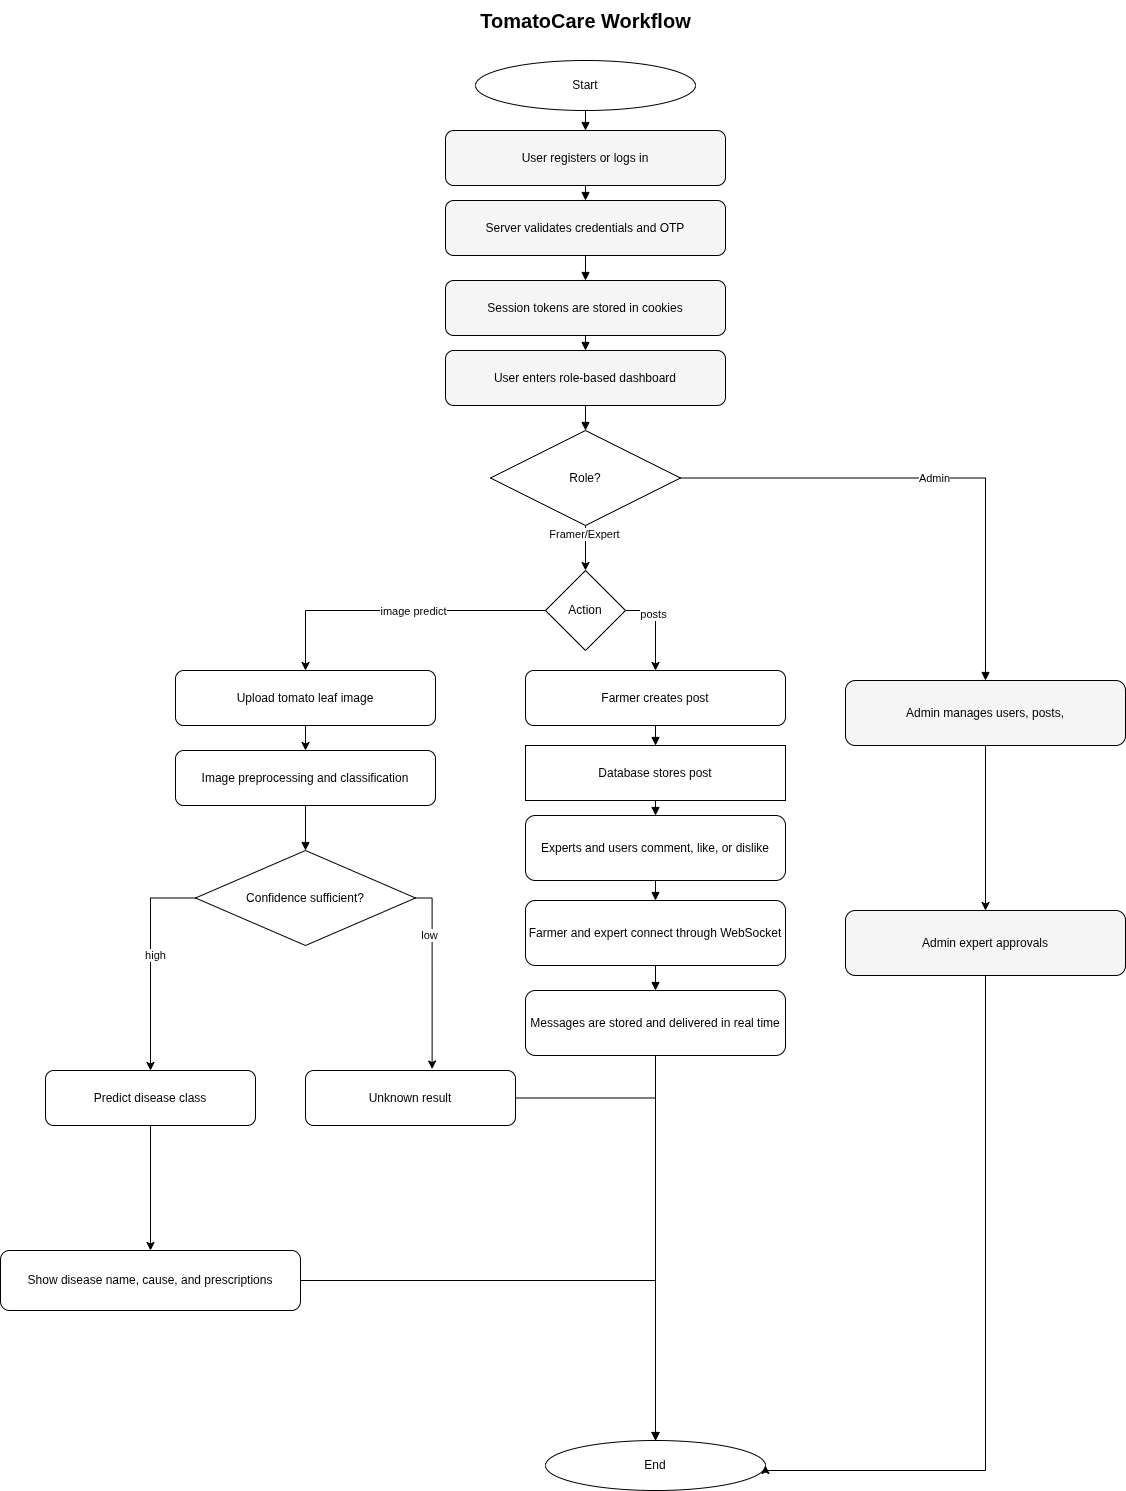 TomatoCare Workflow
Start
User registers or logs in
Server validates credentials and OTP
Session tokens are stored in cookies
User enters role-based dashboard
Role?
Admin
Framer/Expert
Action
image predict
posts
Upload tomato leaf image
Farmer creates post
Admin manages users, posts,
Image preprocessing and classification
Database stores post
Experts and users comment, like, or dislike
Confidence sufficient?
Farmer and expert connect through WebSocket
Admin expert approvals
high
low
Messages are stored and delivered in real time
Predict disease class
Unknown result
Show disease name, cause, and prescriptions
End